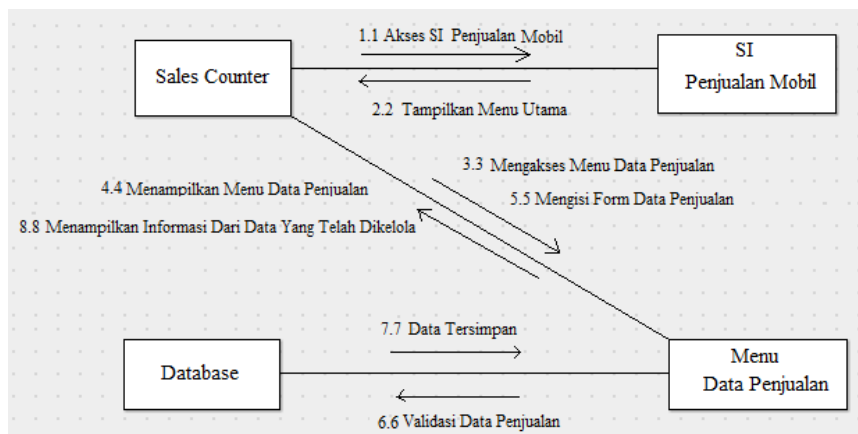 1.1 Akses SI Penjualan Mobil
Sales Counter
SI
Penjualan Mobil
2.2 Tampilkan Menu Utama
3.3 Mengakses Menu Data Penjualan
4.4 Menampilkan Menu Data Penjualan
5.5 Mengisi Form Data Penjualan
8.8 Menampilkan Informasi Dari Data Yang Telah Dikelola
7.7 Data Tersimpan
Database
Menu
Data Penjualan
6.6 Validasi Data Penjualan